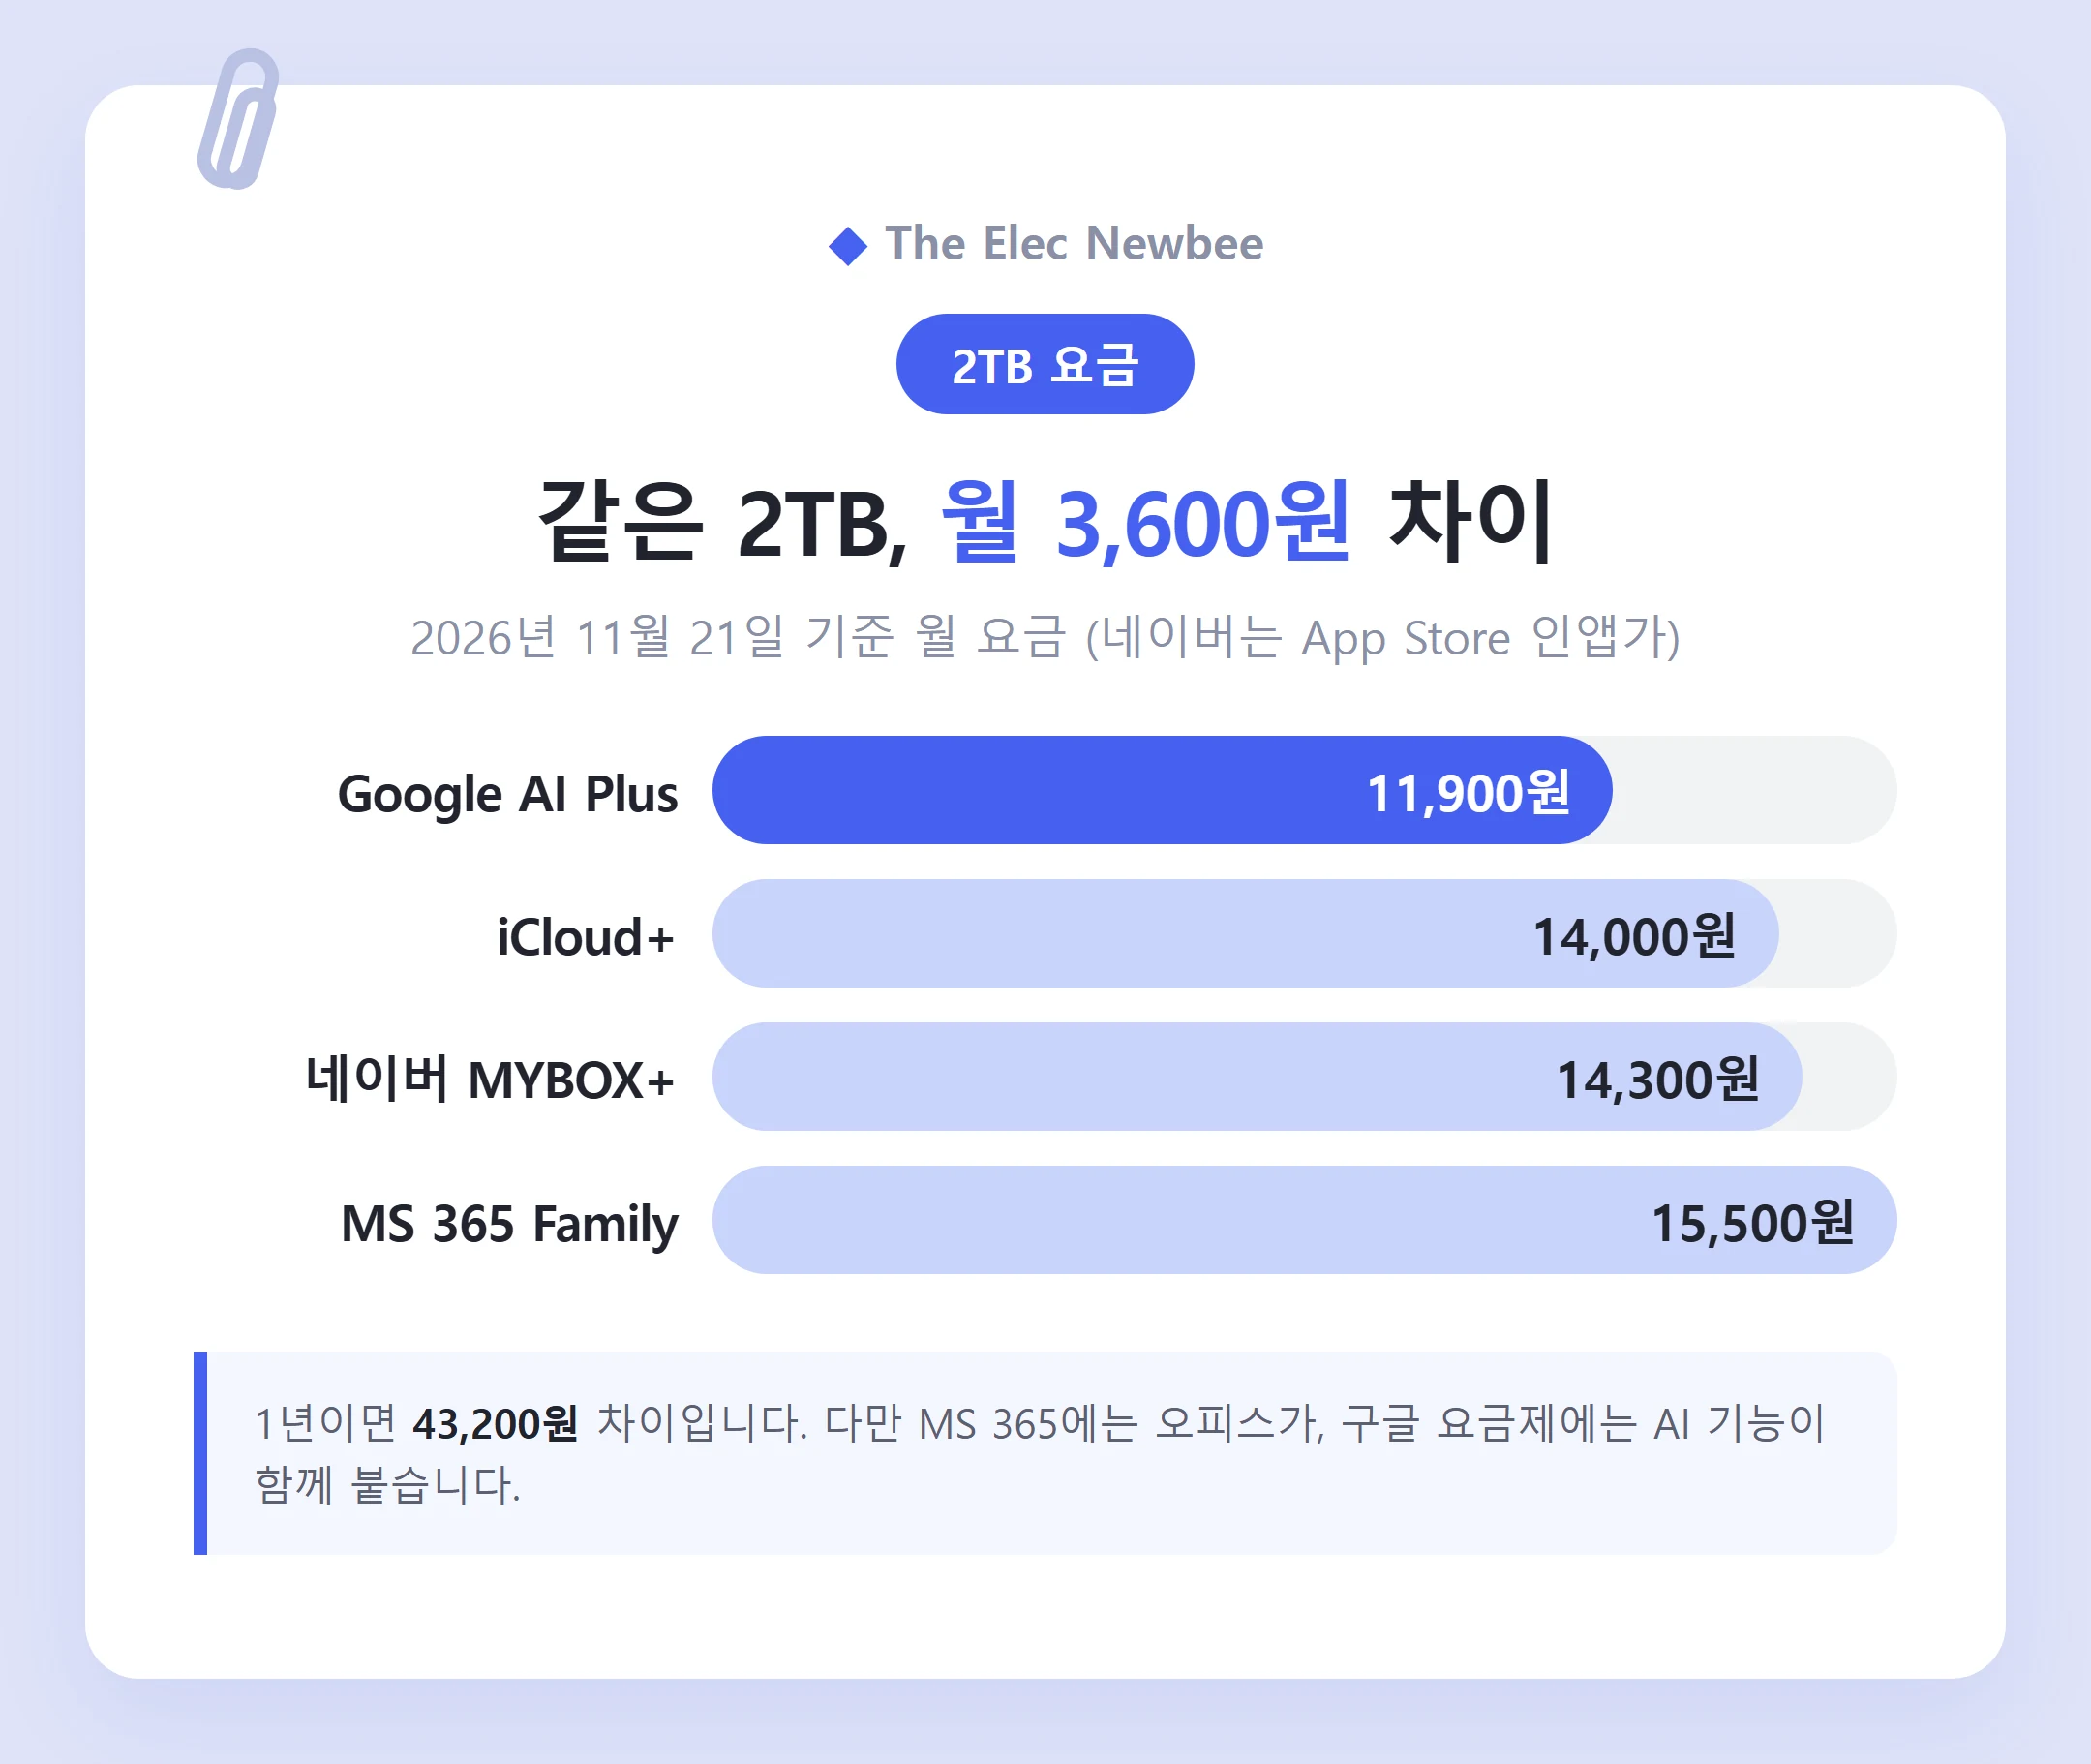 The Elec Newbee
2TB 요금
같은 2TB, 월 3,600원 차이
2026년 11월 21일 기준 월 요금 (네이버는 App Store 인앱가)
Google AI Plus 11,900원
iCloud+ 14,000원
네이버 MYBOX+ 14,300원
MS 365 Family 15,500원
1년이면 43,200원 차이입니다. 다만 MS 365에는 오피스가, 구글 요금제에는 AI 기능이
함께 붙습니다.